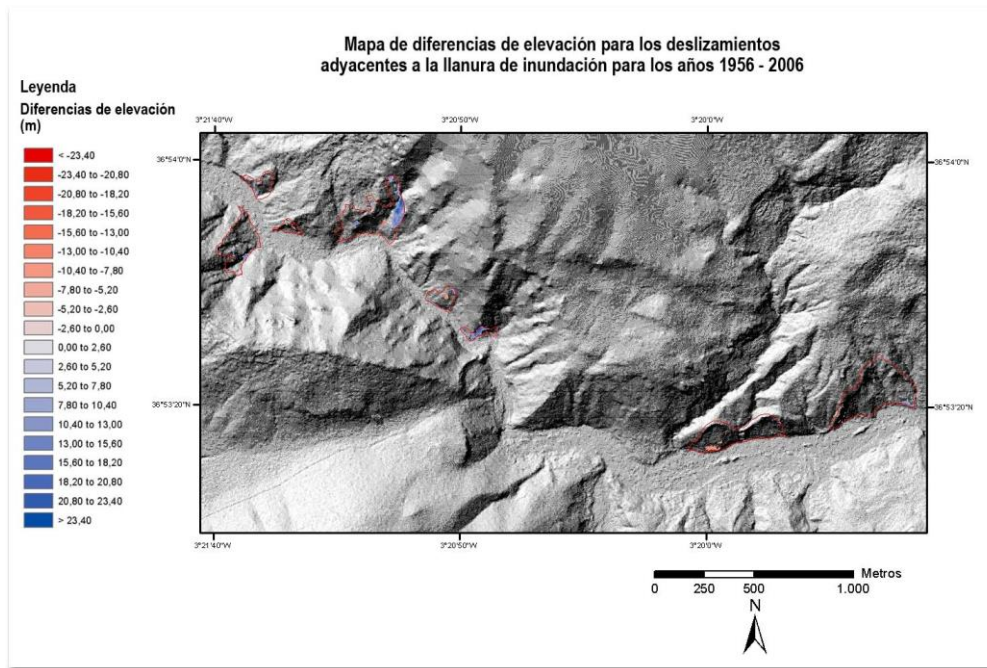 Mapa de diferencias de elevación para los deslizamientos
adyacentes a la llanura de inundación para los años 1956 - 2006
Leyenda
Diferencias de elevación
(m)
< -23,40
-23,40 to -20,80
-20,80 to -18,20
-18,20 to -15,60
-15,60 to -13,00
-13,00 to -10,40
-10,40 to -7,80
-7,80 to -5,20
-5,20 to -2,60
-2,60 to 0,00
0,00 to 2,60
2,60 to 5,20
5,20 to 7,80
7,80 to 10,40
10,40 to 13,00
13,00 to 15,60
15,60 to 18,20
18,20 to 20,80
20,80 to 23,40
> 23,40
3°21'40"W 3°20'50"W 3°20'0"W
36°54'0"N 36°54'0"N
36°53'20"N 36°53'20"N
3°21'40"W 3°20'50"W 3°20'0"W
Metros
0 250 500 1.000
N